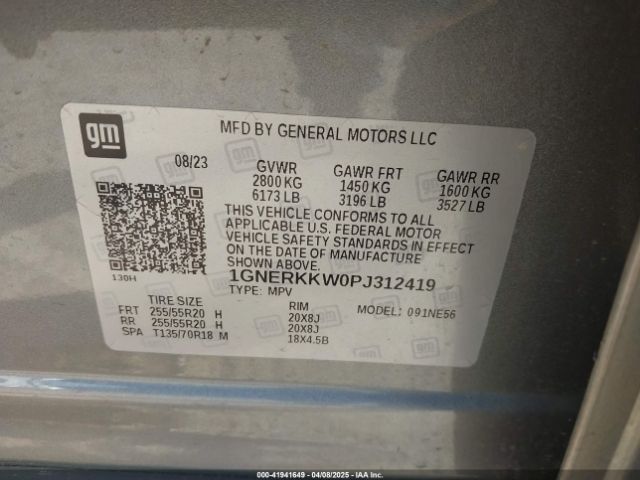 gm
MFD BY GENERAL MOTORS LLC
08/23 GVWR GAWR FRT GAWR RR
2800 KG 1450 KG 1600 KG
6173 LB 3196 LB 3527 LB
THIS VEHICLE CONFORMS TO ALL
APPLICABLE U.S. FEDERAL MOTOR
VEHICLE SAFETY STANDARDS IN EFFECT
ON THE DATE OF MANUFACTURE
SHOWN ABOVE.
130H
1GNERKKW0PJ312419
TYPE: MPV
TIRE SIZE RIM MODEL: 091NE56
FRT 255/55R20 H 20X8J
RR 255/55R20 H 20X8J
SPA T135/70R18 M 18X4.5B
000-41941649 | 04/08/2025 - IAAI.COM